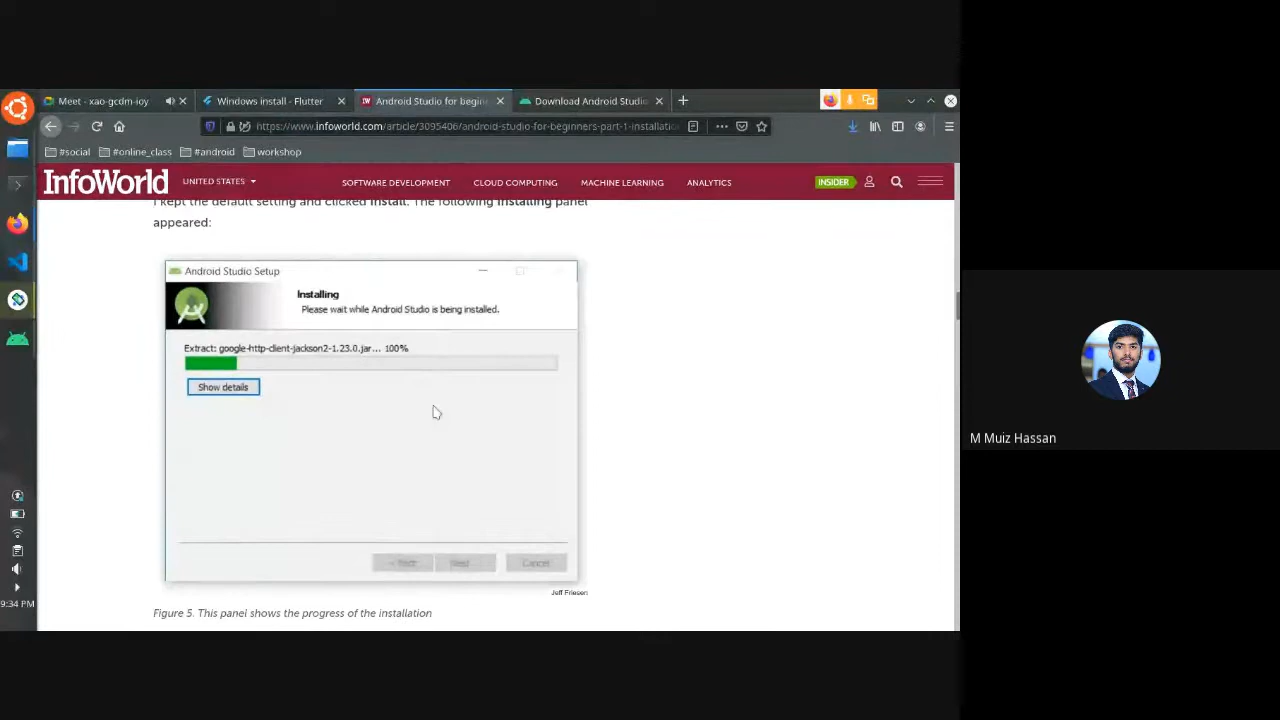 Meet - xao-gcdm-ioy
Windows install - Flutter
Android Studio for begin
Download Android Studio
https://www.infoworld.com/article/3095406/android-studio-for-beginners-part-1-installatio
#social
#online_class
#android
workshop
InfoWorld
UNITED STATES
SOFTWARE DEVELOPMENT
CLOUD COMPUTING
MACHINE LEARNING
ANALYTICS
INSIDER
I kept the default setting and clicked Install. The following Installing panel
appeared:
Android Studio Setup
Installing
Please wait while Android Studio is being installed.
Extract: google-http-client-jackson2-1.23.0.jar... 100%
Show details
Cancel
Jeff Friesen
Figure 5. This panel shows the progress of the installation
9:34 PM
M Muiz Hassan